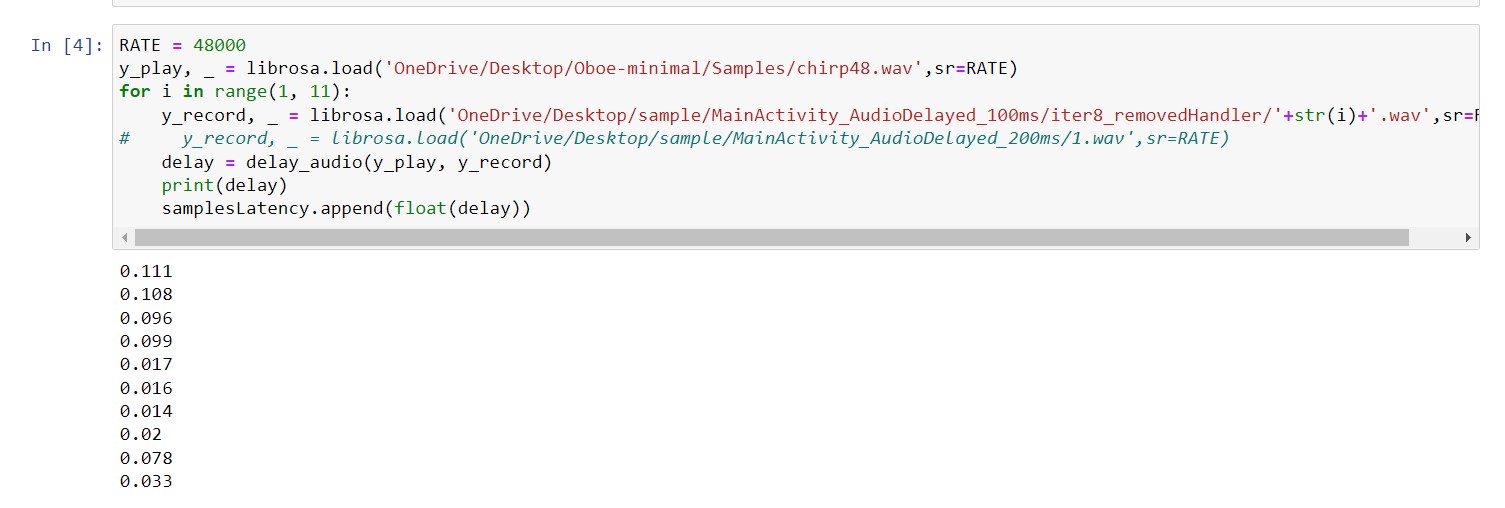 In [4]: RATE = 48000
y_play, _ = librosa.load('OneDrive/Desktop/Oboe-minimal/Samples/chirp48.wav',sr=RATE)
for i in range(1, 11):
    y_record, _ = librosa.load('OneDrive/Desktop/sample/MainActivity_AudioDelayed_100ms/iter8_removedHandler/'+str(i)+'.wav',sr=
#     y_record, _ = librosa.load('OneDrive/Desktop/sample/MainActivity_AudioDelayed_200ms/1.wav',sr=RATE)
    delay = delay_audio(y_play, y_record)
    print(delay)
    samplesLatency.append(float(delay))
0.111
0.108
0.096
0.099
0.017
0.016
0.014
0.02
0.078
0.033